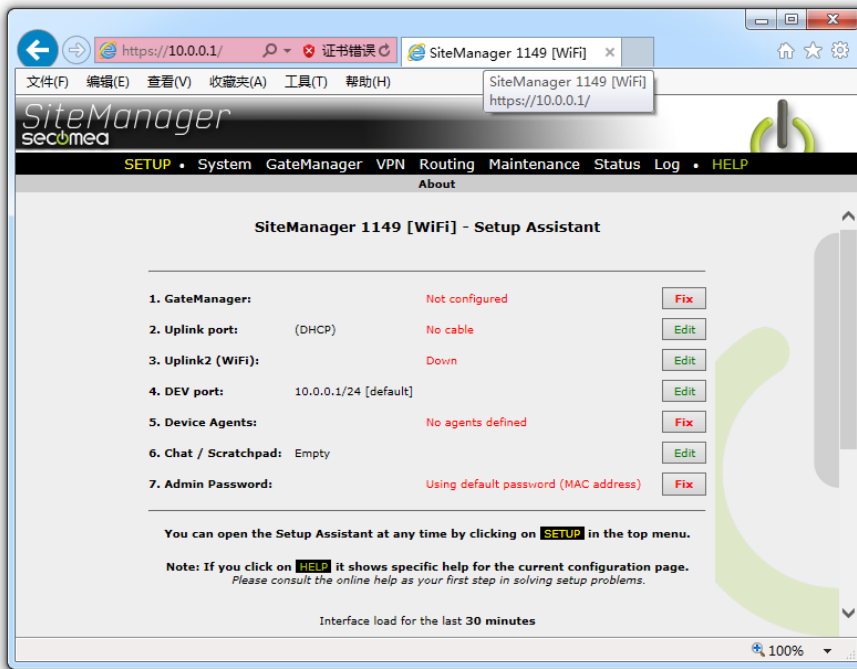 https://10.0.0.1/ 证书错误 SiteManager 1149 [WiFi]
文件(F) 编辑(E) 查看(V) 收藏夹(A) 工具(T) 帮助(H)
SiteManager 1149 [WiFi]
https://10.0.0.1/
SiteManager
secomea
SETUP • System GateManager VPN Routing Maintenance Status Log • HELP
About
SiteManager 1149 [WiFi] - Setup Assistant
1. GateManager: Not configured Fix
2. Uplink port: (DHCP) No cable Edit
3. Uplink2 (WiFi): Down Edit
4. DEV port: 10.0.0.1/24 [default] Edit
5. Device Agents: No agents defined Fix
6. Chat / Scratchpad: Empty Edit
7. Admin Password: Using default password (MAC address) Fix
You can open the Setup Assistant at any time by clicking on SETUP in the top menu.
Note: If you click on HELP it shows specific help for the current configuration page.
Please consult the online help as your first step in solving setup problems.
Interface load for the last 30 minutes
100%